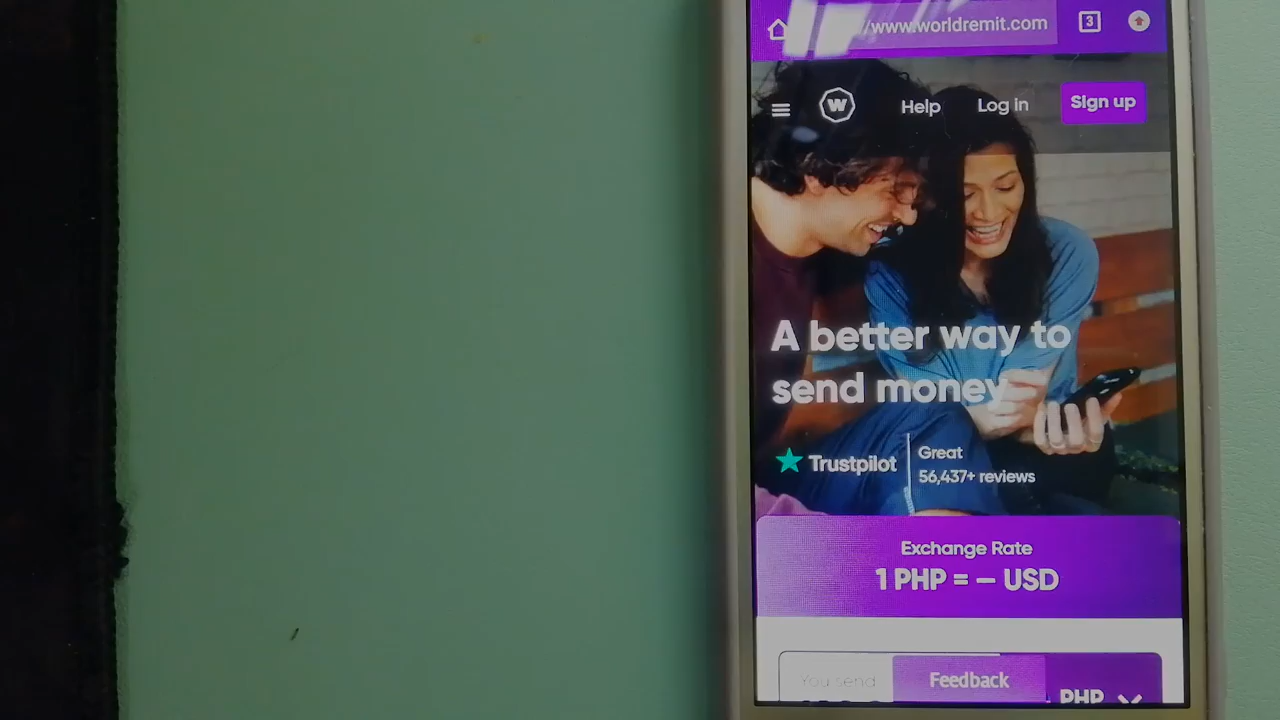 /www.worldremit.com
3
W
Help
Log in
Sign up
A better way to
send money
Trustpilot
Great
56,437+ reviews
Exchange Rate
1 PHP = — USD
You send
Feedback
PHP